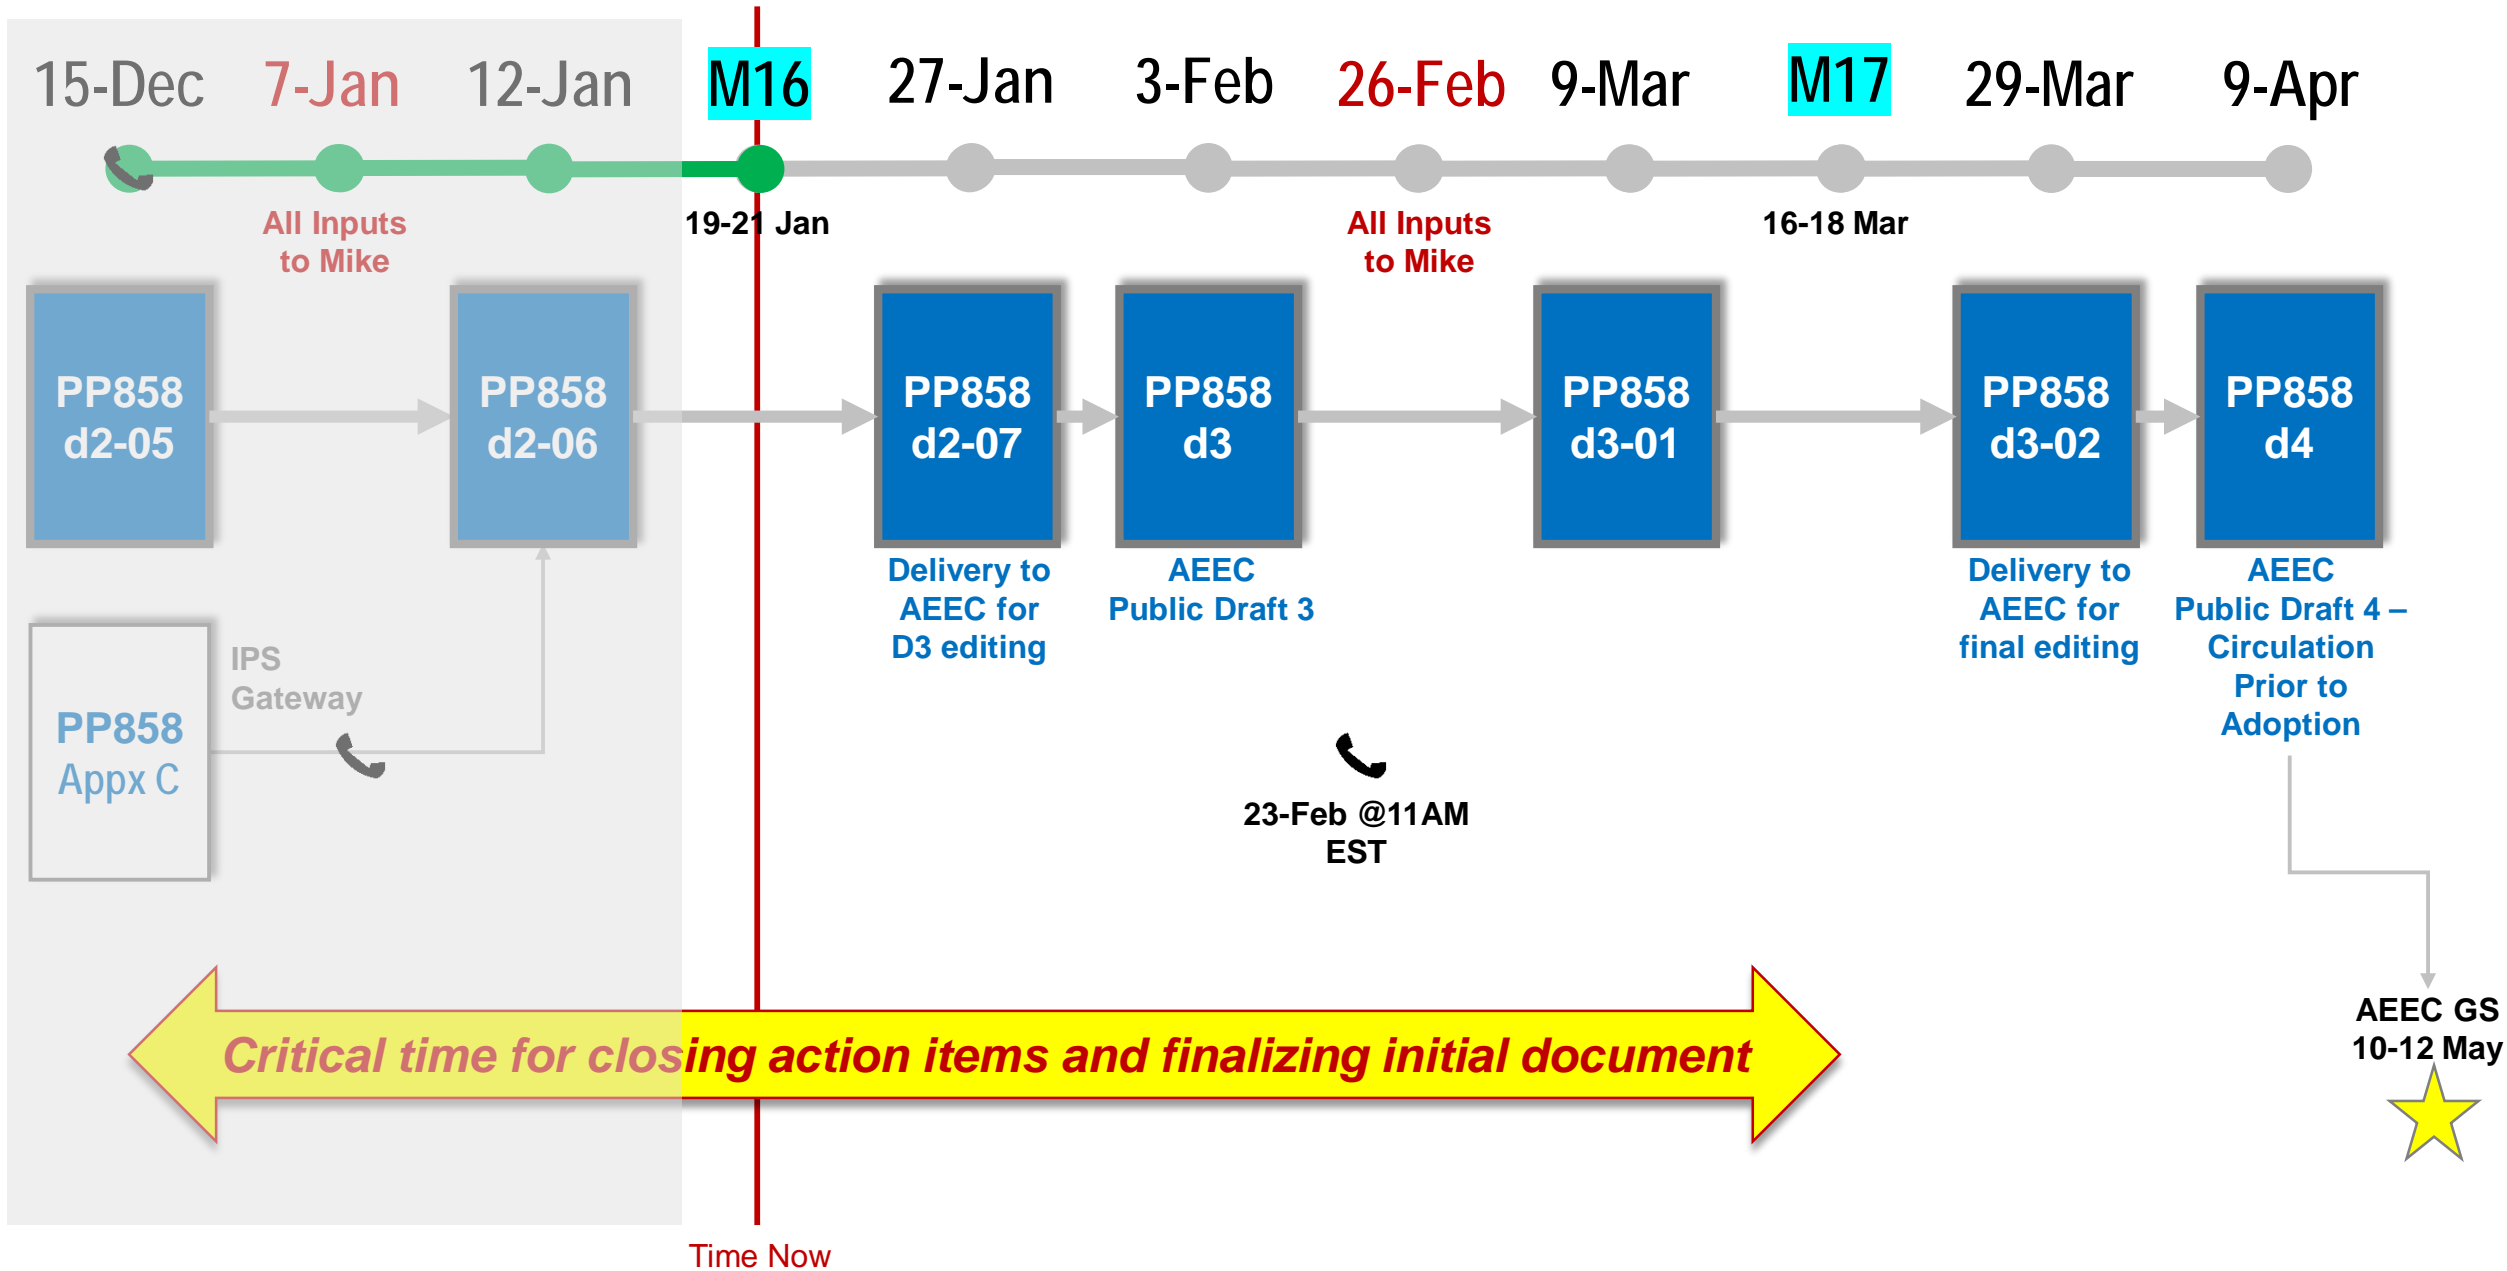 15-Dec
7-Jan
12-Jan
M16
27-Jan
3-Feb
26-Feb
9-Mar
M17
29-Mar
9-Apr
All Inputs
to Mike
19-21 Jan
All Inputs
to Mike
16-18 Mar
PP858
d2-05
PP858
d2-06
PP858
d2-07
PP858
d3
PP858
d3-01
PP858
d3-02
PP858
d4
Delivery to
AEEC for
D3 editing
AEEC
Public Draft 3
Delivery to
AEEC for
final editing
AEEC
Public Draft 4 –
Circulation
Prior to
Adoption
PP858
Appx C
IPS
Gateway
23-Feb @11AM
EST
AEEC GS
10-12 May
Critical time for closing action items and finalizing initial document
Time Now